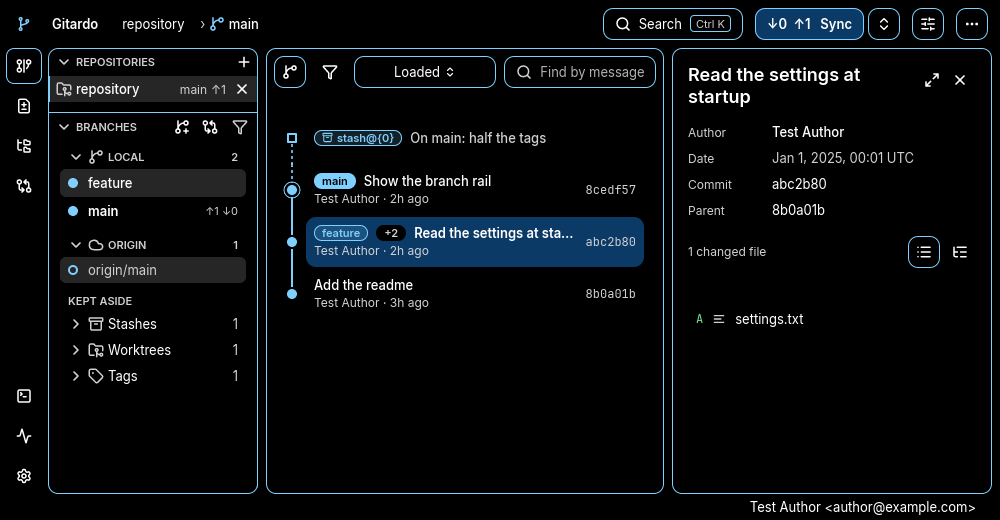 Gitardo repository › main Search Ctrl K ↓0 ↑1 Sync
REPOSITORIES
repository main ↑1
BRANCHES
LOCAL 2
feature
main ↑1 ↓0
ORIGIN 1
origin/main
KEPT ASIDE
Stashes 1
Worktrees 1
Tags 1
Loaded Find by message
stash@{0} On main: half the tags
main Show the branch rail
Test Author · 2h ago 8cedf57
feature +2 Read the settings at sta…
Test Author · 2h ago abc2b80
Add the readme
Test Author · 3h ago 8b0a01b
Read the settings at
startup
Author Test Author
Date Jan 1, 2025, 00:01 UTC
Commit abc2b80
Parent 8b0a01b
1 changed file
A settings.txt
Test Author <author@example.com>